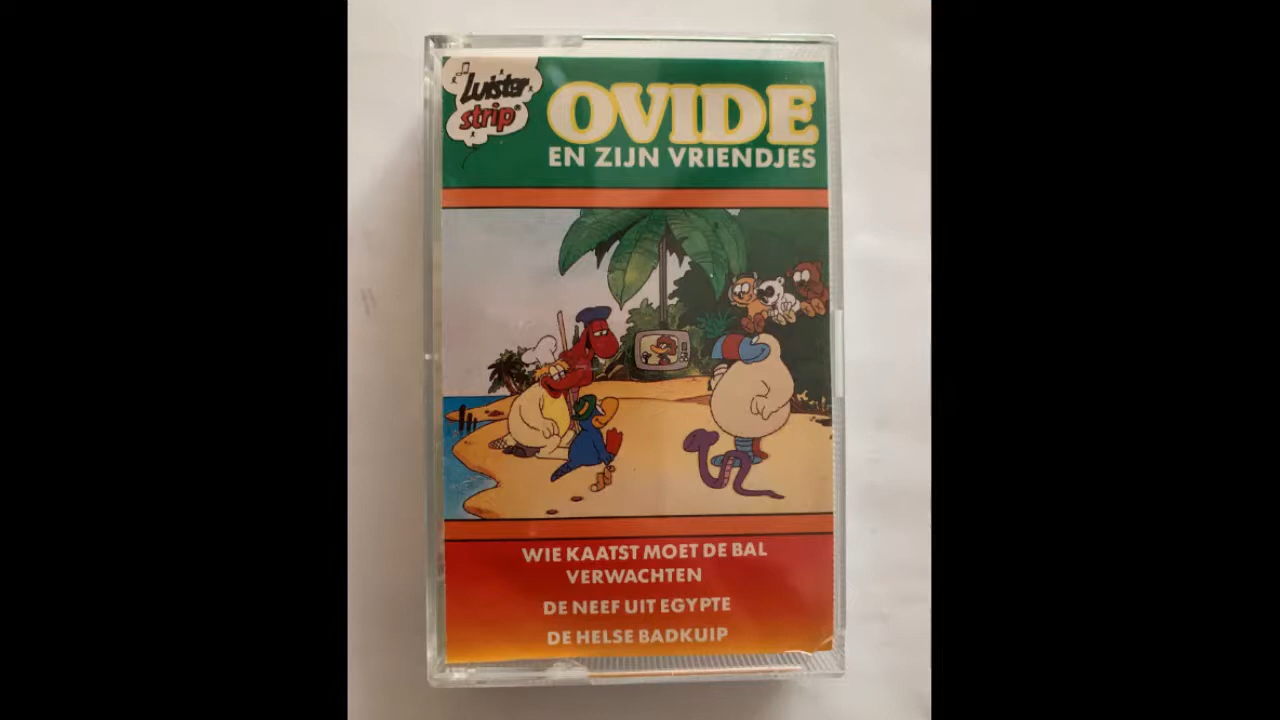 Luister
strip®
OVIDE
EN ZIJN VRIENDJES
WIE KAATST MOET DE BAL
VERWACHTEN
DE NEEF UIT EGYPTE
DE HELSE BADKUIP